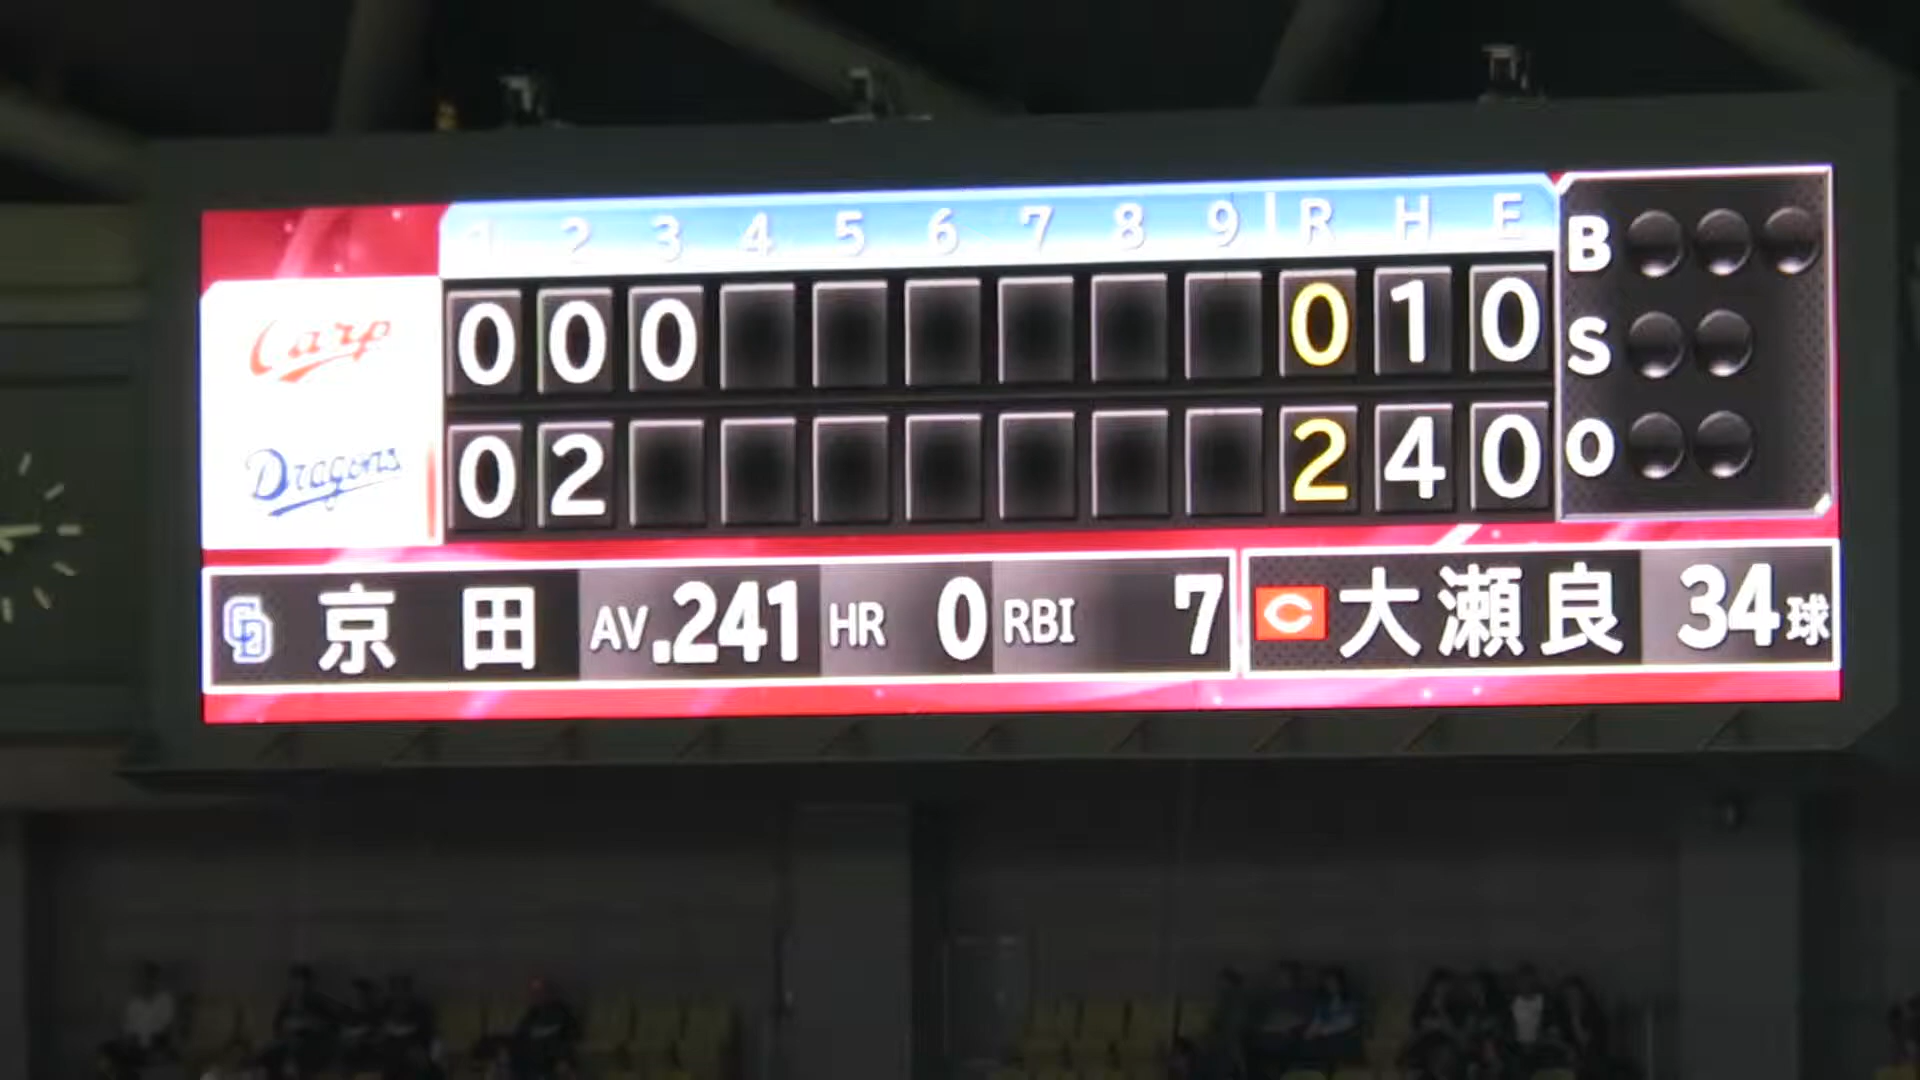 1 2 3 4 5 6 7 8 9 R H E
Carp 0 0 0 0 1 0
Dragons 0 2 2 4 0
B
S
O
CD 京田 AV .241 HR 0 RBI 7
C 大瀬良 34球